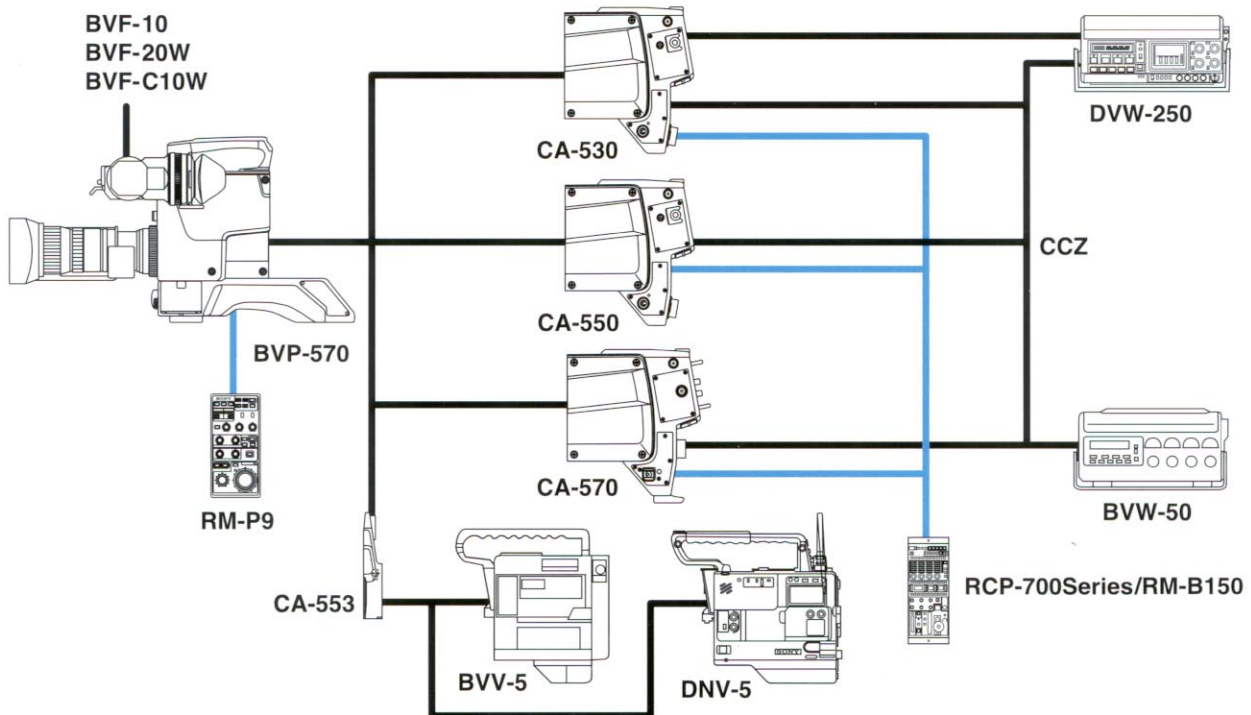 BVF-10
BVF-20W
BVF-C10W
CA-530
DVW-250
CCZ
CA-550
BVP-570
CA-570
BVW-50
RM-P9
RCP-700Series/RM-B150
CA-553
BVV-5
DNV-5